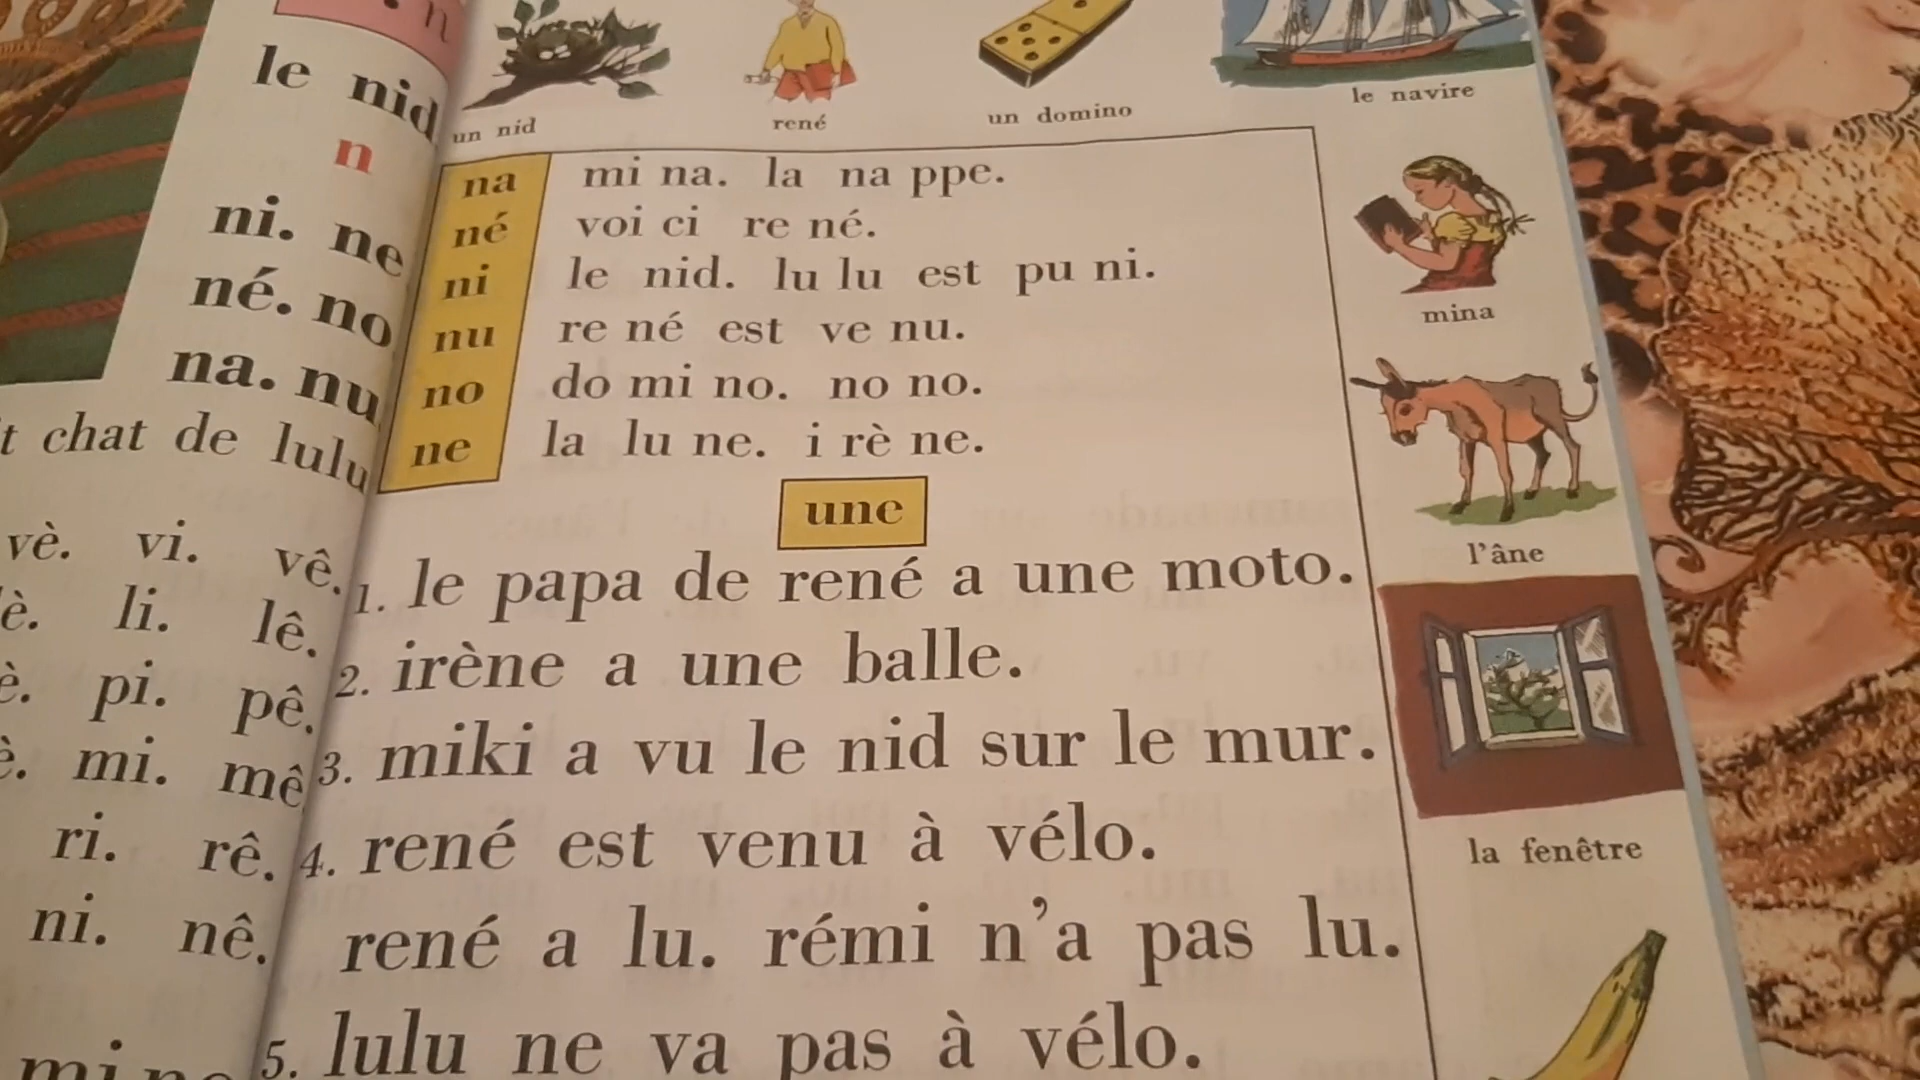 n
le nid
n
ni. ne
né. no
na. nu
chat de lulu
vè. vi. vê.
li. lê.
pi. pê.
mi. mê
ri. rê.
ni. nê.
un nid
rené
un domino
le navire
na mi na. la na ppe.
né voi ci re né.
ni le nid. lu lu est pu ni.
nu re né est ve nu.
no do mi no. no no.
ne la lu ne. i rè ne.
une
1. le papa de rené a une moto.
2. irène a une balle.
3. miki a vu le nid sur le mur.
4. rené est venu à vélo.
rené a lu. rémi n'a pas lu.
5. lulu ne va pas à vélo.
mina
l'âne
la fenêtre